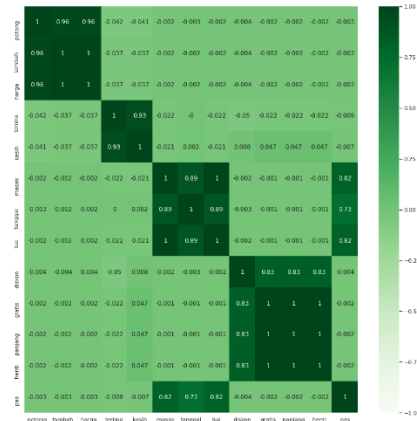 potong 1 0.96 0.96 -0.042 -0.041 -0.002 -0.003 -0.002 -0.004 -0.002 -0.002 -0.002 -0.003
tambah 0.96 1 1 -0.037 -0.037 -0.002 -0.002 -0.002 -0.004 -0.002 -0.002 -0.002 -0.003
harga 0.96 1 1 -0.037 -0.037 -0.002 -0.002 -0.002 -0.004 -0.002 -0.002 -0.002 -0.003
terima -0.042 -0.037 -0.037 1 0.93 -0.022 -0 -0.022 -0.05 -0.022 -0.022 -0.022 -0.009
kasih -0.041 -0.037 -0.037 0.93 1 -0.021 0.002 -0.021 0.008 0.047 0.047 0.047 -0.007
masak -0.002 -0.002 -0.002 -0.022 -0.021 1 0.89 1 -0.002 -0.001 -0.001 -0.001 0.82
tanggal -0.003 -0.002 -0.002 -0 0.002 0.89 1 0.89 -0.003 -0.001 -0.001 -0.001 0.73
tua -0.002 -0.002 -0.002 -0.022 -0.021 1 0.89 1 -0.002 -0.001 -0.001 -0.001 0.82
-0.004 -0.004 -0.004 -0.05 0.008 -0.002 -0.003 -0.002 1 0.83 0.83 0.83 -0.004
gratis -0.002 -0.002 -0.002 -0.022 0.047 -0.001 -0.001 -0.001 0.83 1 1 1 -0.002
panjang -0.002 -0.002 -0.002 -0.022 0.047 -0.001 -0.001 -0.001 0.83 1 1 1 -0.002
henti -0.002 -0.002 -0.002 -0.022 0.047 -0.001 -0.001 -0.001 0.83 1 1 1 -0.002
pas -0.003 -0.003 -0.003 -0.009 -0.007 0.82 0.73 0.82 -0.004 -0.002 -0.002 -0.002 1
potong tambah harga terima kasih masak tanggal tua gratis panjang henti pas
1.00
0.75
0.50
0.25
0.00